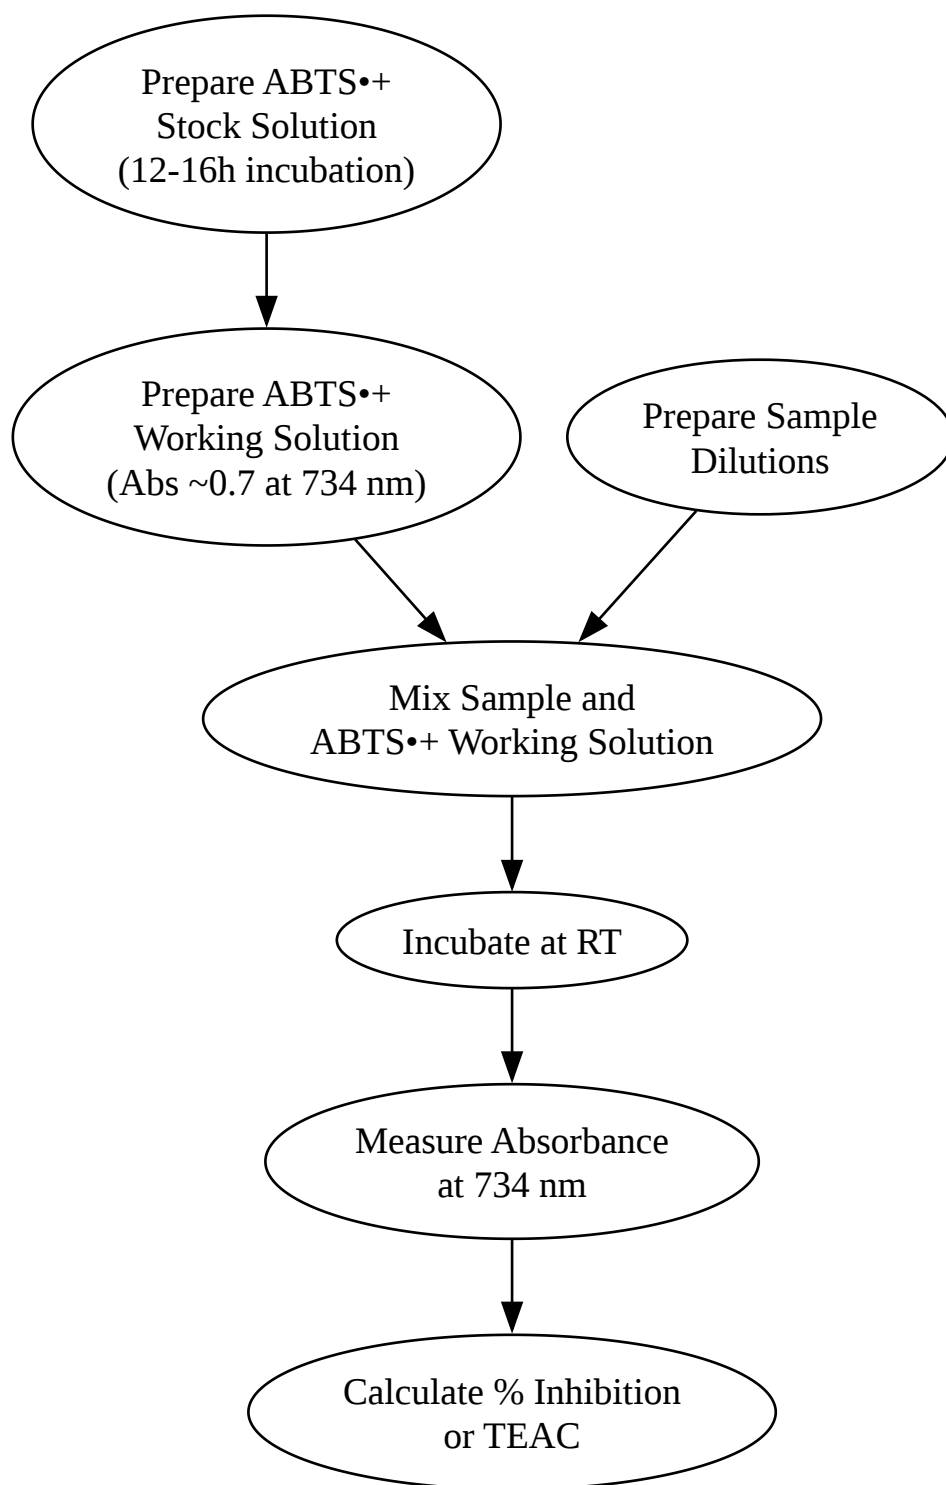 Prepare ABTS•+
Stock Solution
(12-16h incubation)
Prepare ABTS•+
Working Solution
(Abs ~0.7 at 734 nm)
Prepare Sample
Dilutions
Mix Sample and
ABTS•+ Working Solution
Incubate at RT
Measure Absorbance
at 734 nm
Calculate % Inhibition
or TEAC